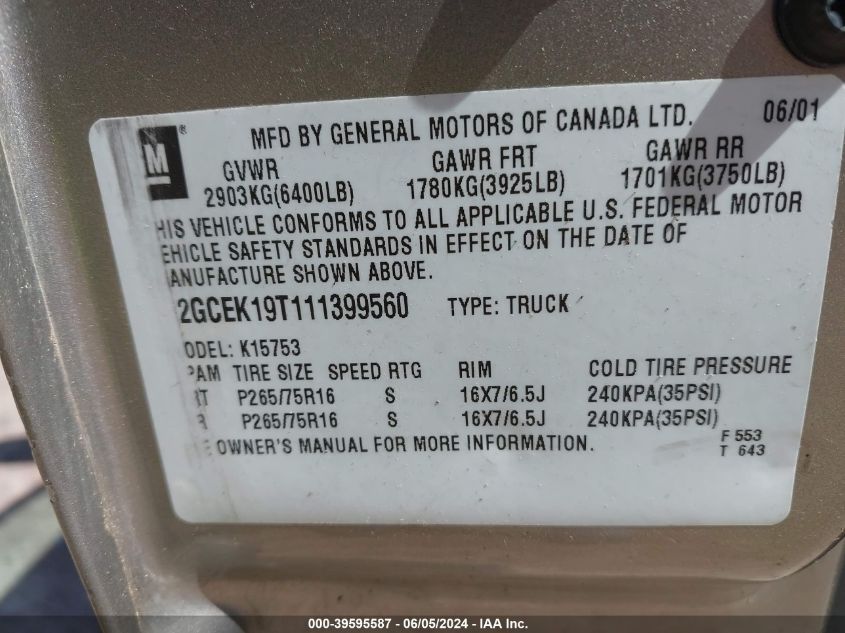 MFD BY GENERAL MOTORS OF CANADA LTD. 06/01
M ®
GVWR GAWR FRT GAWR RR
2903KG(6400LB) 1780KG(3925LB) 1701KG(3750LB)
HIS VEHICLE CONFORMS TO ALL APPLICABLE U.S. FEDERAL MOTOR
EHICLE SAFETY STANDARDS IN EFFECT ON THE DATE OF
ANUFACTURE SHOWN ABOVE.
2GCEK19T111399560 TYPE: TRUCK
ODEL: K15753
PAM TIRE SIZE SPEED RTG RIM COLD TIRE PRESSURE
RT P265/75R16 S 16X7/6.5J 240KPA(35PSI)
R P265/75R16 S 16X7/6.5J 240KPA(35PSI)
E OWNER'S MANUAL FOR MORE INFORMATION.
F 553
T 643
000-39595587 - 06/05/2024 - IAA Inc.